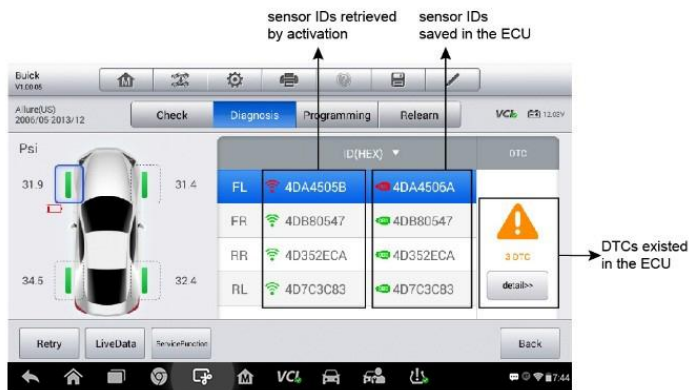 sensor IDs retrieved
by activation
sensor IDs
saved in the ECU
Buick
V1.00.05
Allure(US)
2006/05-2013/12
Check
Diagnosis
Programming
Relearn
VCI
12.03V
Psi
ID(HEX)
DTC
31.9
31.4
FL 4DA4505B 4DA4506A
FR 4DB80547 4DB80547
RR 4D352ECA 4D352ECA
RL 4D7C3C83 4D7C3C83
34.5
32.4
3 DTC
detail>>
DTCs existed
in the ECU
Retry
LiveData
ServiceFunction
Back
M
VCI
7:44